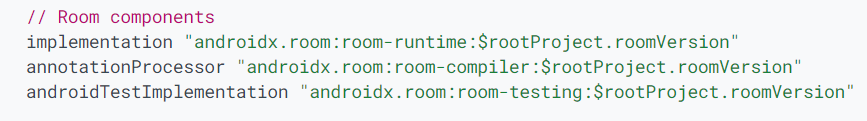 // Room components
implementation "androidx.room:room-runtime:$rootProject.roomVersion"
annotationProcessor "androidx.room:room-compiler:$rootProject.roomVersion"
androidTestImplementation "androidx.room:room-testing:$rootProject.roomVersion"